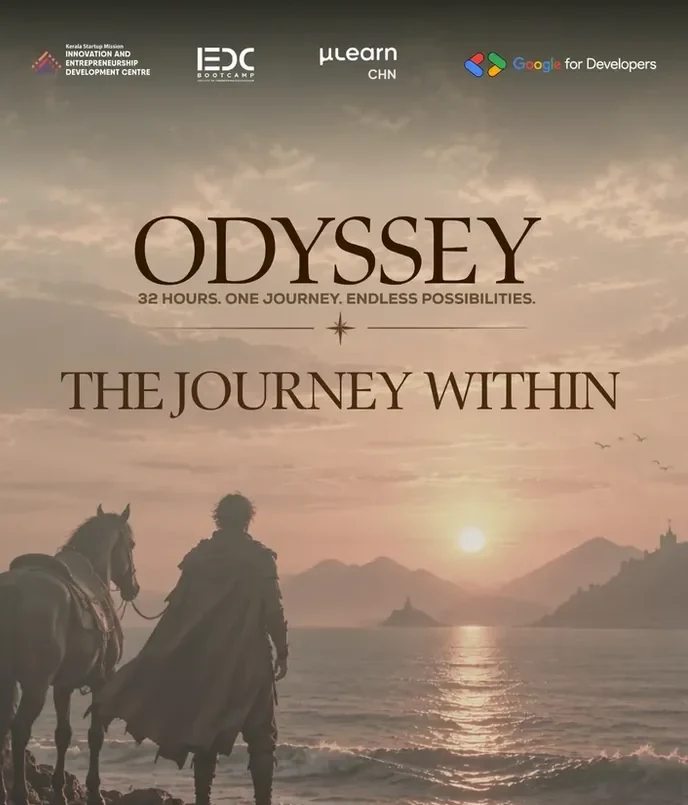 Kerala Startup Mission
INNOVATION AND
ENTREPRENEURSHIP
DEVELOPMENT CENTRE
IEDC
BOOTCAMP
µLearn
CHN
Google for Developers
ODYSSEY
32 HOURS. ONE JOURNEY. ENDLESS POSSIBILITIES.
THE JOURNEY WITHIN